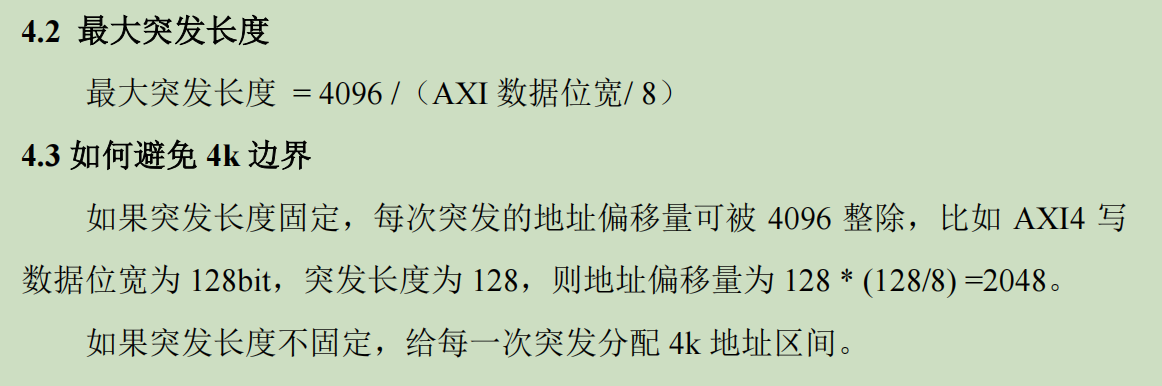 4.2 最大突发长度
最大突发长度 = 4096 /（AXI 数据位宽/ 8）
4.3 如何避免 4k 边界
如果突发长度固定，每次突发的地址偏移量可被 4096 整除，比如 AXI4 写
数据位宽为 128bit，突发长度为 128，则地址偏移量为 128 * (128/8) =2048。
如果突发长度不固定，给每一次突发分配 4k 地址区间。